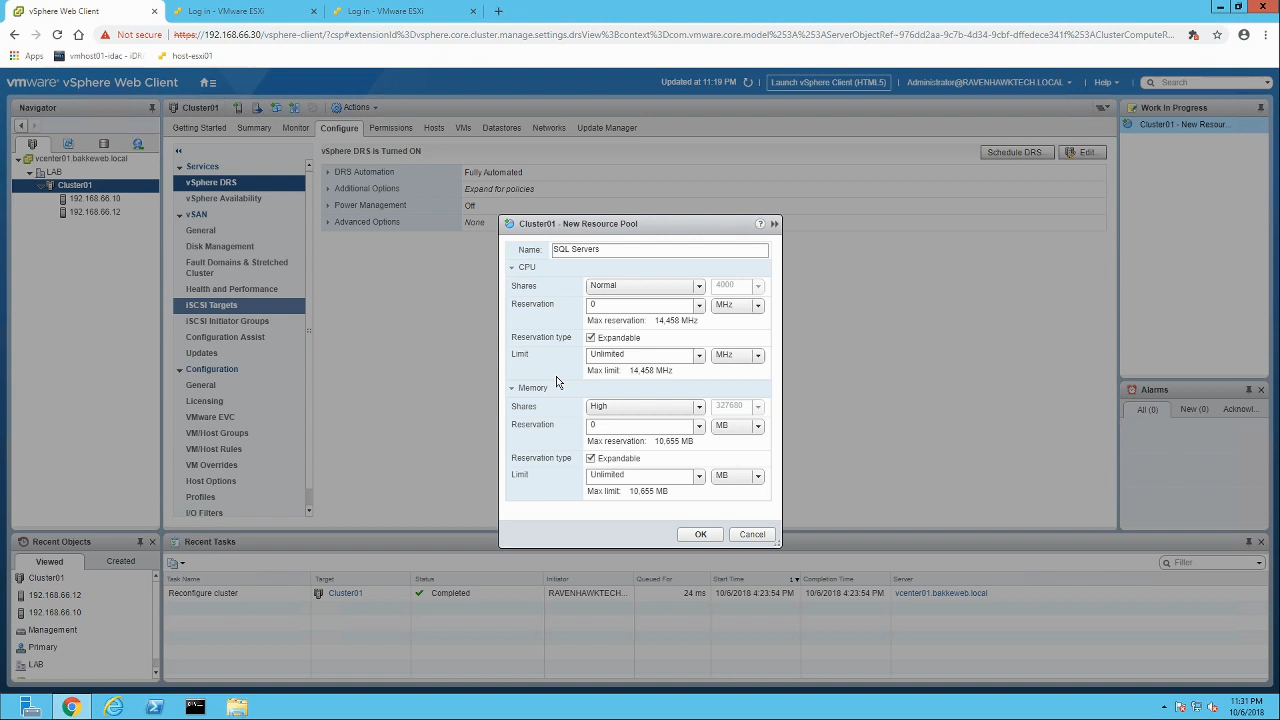 vSphere Web Client
Log in - VMware ESXi
Log in - VMware ESXi
Not secure
https://192.168.66.30/vsphere-client/?csp#extensionId%3Dvsphere.core.cluster.manage.settings.drsView%3Bcontext%3Dcom.vmware.core.model%253A%253AServerObjectRef~976dd2aa-9c7b-4d34-9cbf-dffedece341f%253AClusterComputeR...
Apps
vmhost01-idac - iDR
host-esxi01
vmware vSphere Web Client
Updated at 11:19 PM
Launch vSphere Client (HTML5)
Administrator@RAVENHAWKTECH.LOCAL
Help
Search
Navigator
Cluster01
Actions
Work In Progress
Getting Started
Summary
Monitor
Configure
Permissions
Hosts
VMs
Datastores
Networks
Update Manager
Cluster01 - New Resour...
vcenter01.bakkeweb.local
LAB
Cluster01
192.168.66.10
192.168.66.12
Services
vSphere DRS
vSphere Availability
vSAN
General
Disk Management
Fault Domains & Stretched
Cluster
Health and Performance
iSCSI Targets
iSCSI Initiator Groups
Configuration Assist
Updates
Configuration
General
Licensing
VMware EVC
VM/Host Groups
VM/Host Rules
VM Overrides
Host Options
Profiles
I/O Filters
vSphere DRS is Turned ON
Schedule DRS...
Edit...
DRS Automation
Fully Automated
Additional Options
Expand for policies
Power Management
Off
Advanced Options
None
Cluster01 - New Resource Pool
Name:
SQL Servers
CPU
Shares
Normal
4000
Reservation
0
MHz
Max reservation: 14,458 MHz
Reservation type
Expandable
Limit
Unlimited
MHz
Max limit: 14,458 MHz
Memory
Shares
High
327680
Reservation
0
MB
Max reservation: 10,655 MB
Reservation type
Expandable
Limit
Unlimited
MB
Max limit: 10,655 MB
OK
Cancel
Alarms
All (0)
New (0)
Acknowl...
Recent Objects
Viewed
Created
Cluster01
192.168.66.12
192.168.66.10
Management
Primary
LAB
Recent Tasks
Filter
Task Name
Target
Status
Initiator
Queued For
Start Time
1
Completion Time
Server
Reconfigure cluster
Cluster01
Completed
RAVENHAWKTECH...
24 ms
10/6/2018 4:23:54 PM
10/6/2018 4:23:54 PM
vcenter01.bakkeweb.local
11:31 PM
10/6/2018